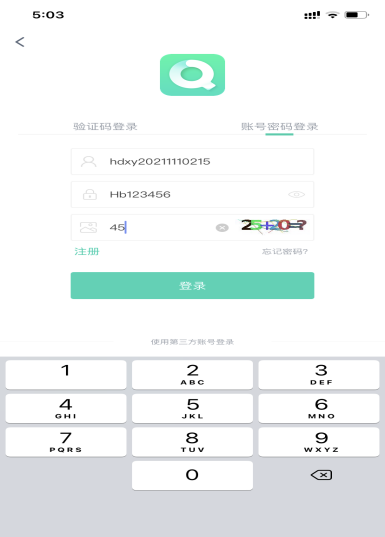 5:03
验证码登录 账号密码登录
hdxy20211110215
Hb123456
45 25+20=?
注册 忘记密码?
登录
使用第三方账号登录
1 2 3
ABC DEF
4 5 6
GHI JKL MNO
7 8 9
PQRS TUV WXYZ
0